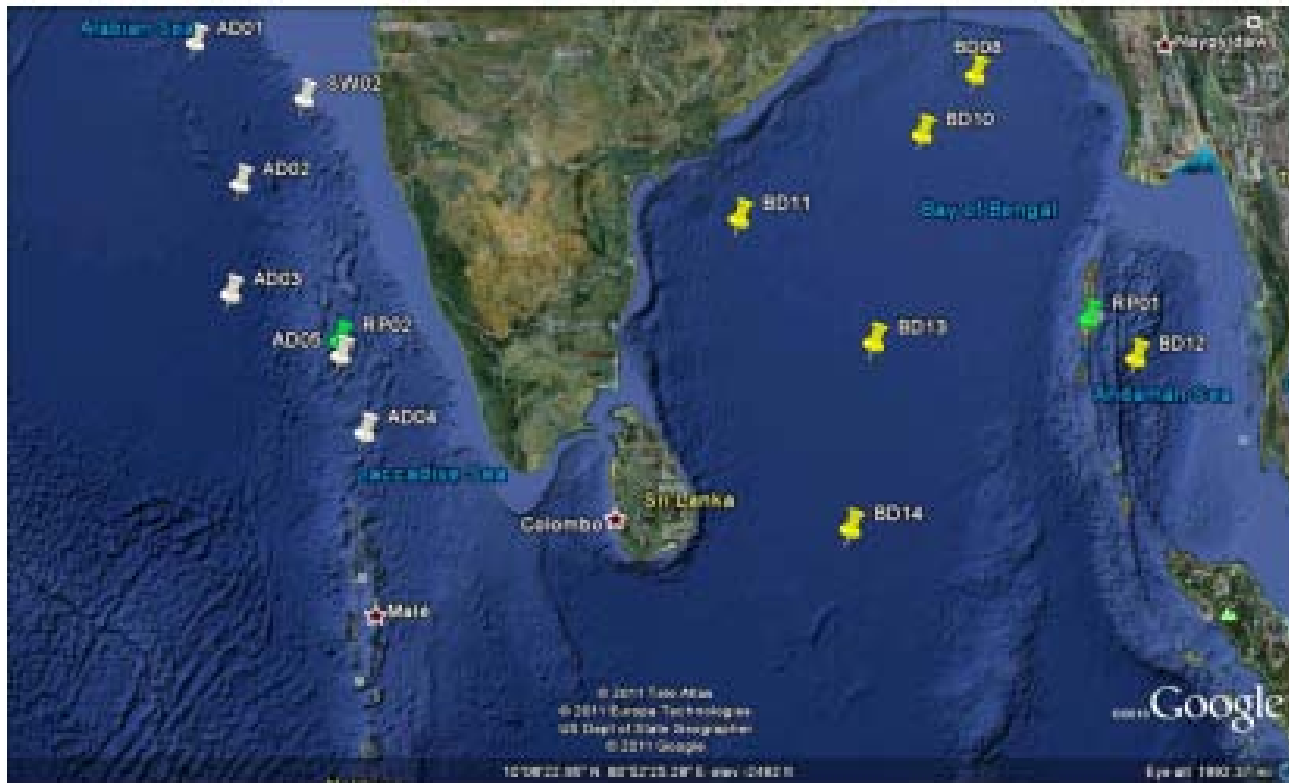 Arabian Sea
AD01
SW02
BD08
Naypyidaw
BD10
AD02
BD11
Bay of Bengal
AD03
RP02
AD05
BD13
RP01
BD12
Andaman Sea
AD04
Laccadive Sea
Sri Lanka
Colombo
BD14
Malé
© 2011 Tele Atlas
© 2011 Europa Technologies
US Dept of State Geographer
© 2011 Google
©2010 Google